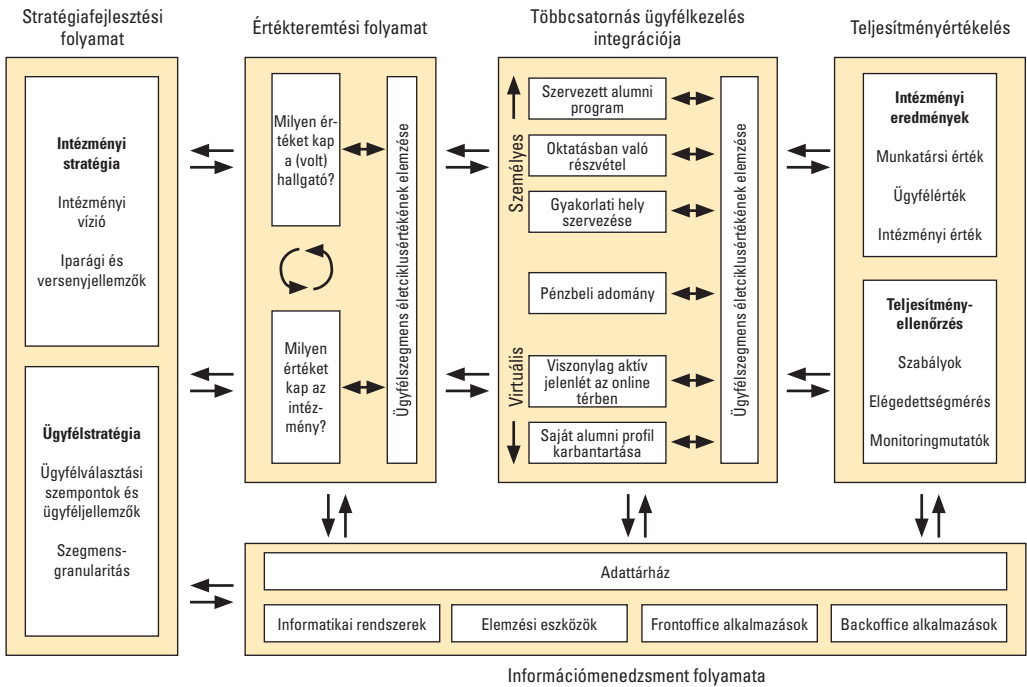 Stratégiafejlesztési
folyamat
Értékteremtési folyamat
Többcsatornás ügyfélkezelés
integrációja
Teljesítményértékelés
Intézményi
stratégia
Intézményi
vízió
Iparági és
versenyjellemzők
Ügyfélstratégia
Ügyfélválasztási
szempontok és
ügyféljellemzők
Szegmens-
granularitás
Milyen ér-
téket kap
a (volt)
hallgató?
Milyen
értéket
kap az
intéz-
mény?
Ügyfélszegmens életciklusértékének elemzése
Személyes
Virtuális
Szervezett alumni
program
Oktatásban való
részvétel
Gyakorlati hely
szervezése
Pénzbeli adomány
Viszonylag aktív
jelenlét az online
térben
Saját alumni profil
karbantartása
Ügyfélszegmens életciklusértékének elemzése
Intézményi
eredmények
Munkatársi érték
Ügyfélérték
Intézményi érték
Teljesítmény-
ellenőrzés
Szabályok
Elégedettségmérés
Monitoringmutatók
Adattárház
Informatikai rendszerek
Elemzési eszközök
Frontoffice alkalmazások
Backoffice alkalmazások
Információmenedzsment folyamata